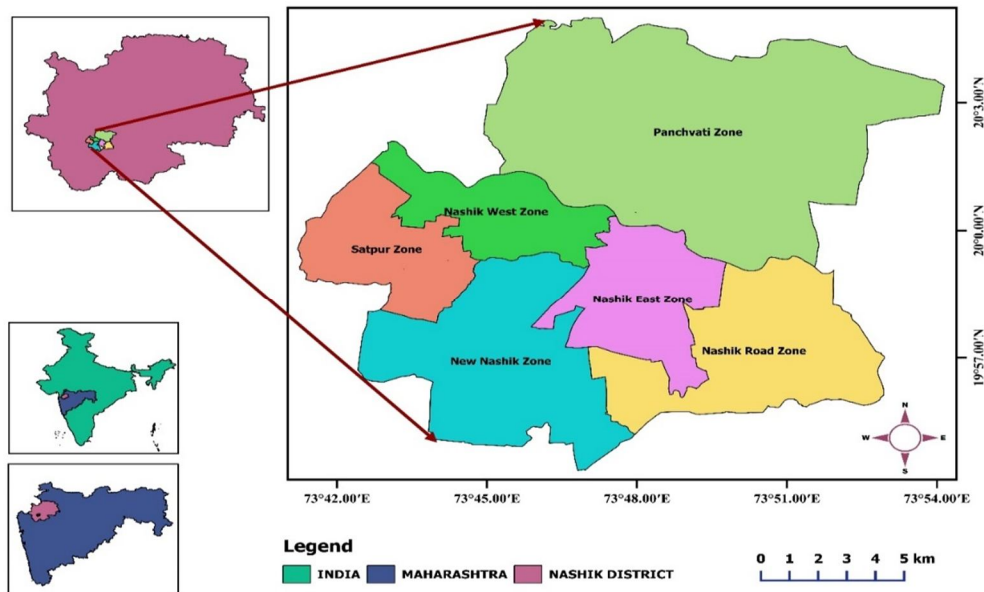 Panchvati Zone
Nashik West Zone
Satpur Zone
Nashik East Zone
New Nashik Zone
Nashik Road Zone
20°3.00'N
20°0.00'N
19°57.00'N
N
W E
S
73°42.00'E 73°45.00'E 73°48.00'E 73°51.00'E 73°54.00'E
Legend
INDIA MAHARASHTRA NASHIK DISTRICT
0 1 2 3 4 5 km